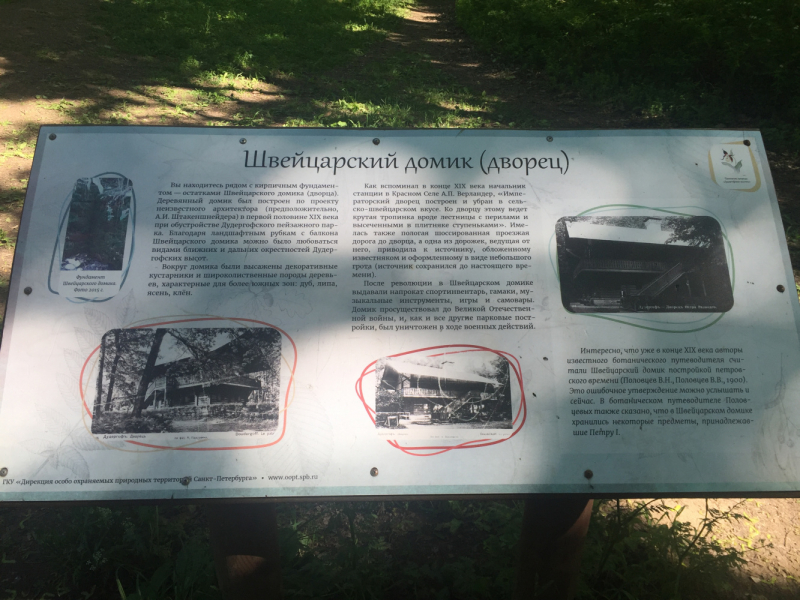 Швейцарский домик (дворец)
Вы находитесь рядом с кирпичным фундамен-
том — остатками Швейцарского домика (дворца).
Деревянный домик был построен по проекту
неизвестного архитектора (предположительно,
А.И. Штакеншнейдера) в первой половине XIX века
при обустройстве Дудергофского пейзажного пар-
ка. Благодаря ландшафтным рубкам с балкона
Швейцарского домика можно было любоваться
видами ближних и дальних окрестностей Дудер-
гофских высот.
Вокруг домика были высажены декоративные
кустарники и широколиственные породы деревь-
ев, характерные для более южных зон: дуб, липа,
ясень, клён.
Фундамент
Швейцарского домика
Фото 2012 г.
Как вспоминал в конце XIX века начальник
станции в Красном Селе А.П. Верландер, «Импе-
раторский дворец построен и убран в сель-
ско-швейцарском вкусе. Ко дворцу этому ведет
крутая тропинка вроде лестницы с перилами и
высеченными в плитняке ступеньками». Име-
лась также пологая шоссированная проезжая
дорога до дворца, а одна из дорожек, ведущая от
него, приводила к источнику, обложенному
известняком и оформленному в виде небольшого
грота (источник сохранился до настоящего вре-
мени).
После революции в Швейцарском домике
выдавали напрокат спортинвентарь, гамаки, му-
зыкальные инструменты, игры и самовары.
Домик просуществовал до Великой Отечествен-
ной войны, и, как и все другие парковые пос-
тройки, был уничтожен в ходе военных действий.
Интересно, что уже в конце XIX века авторы
известного ботанического путеводителя счи-
тали Швейцарский домик постройкой петров-
ского времени (Половцев В.Н., Половцев В.В., 1900).
Это ошибочное утверждение можно услышать и
сейчас. В ботаническом путеводителе Полов-
цевых также сказано, что в Швейцарском домике
хранились некоторые предметы, принадлежав-
шие Петру I.
ГКУ «Дирекция особо охраняемых природных территорий Санкт-Петербурга» • www.oopt.spb.ru